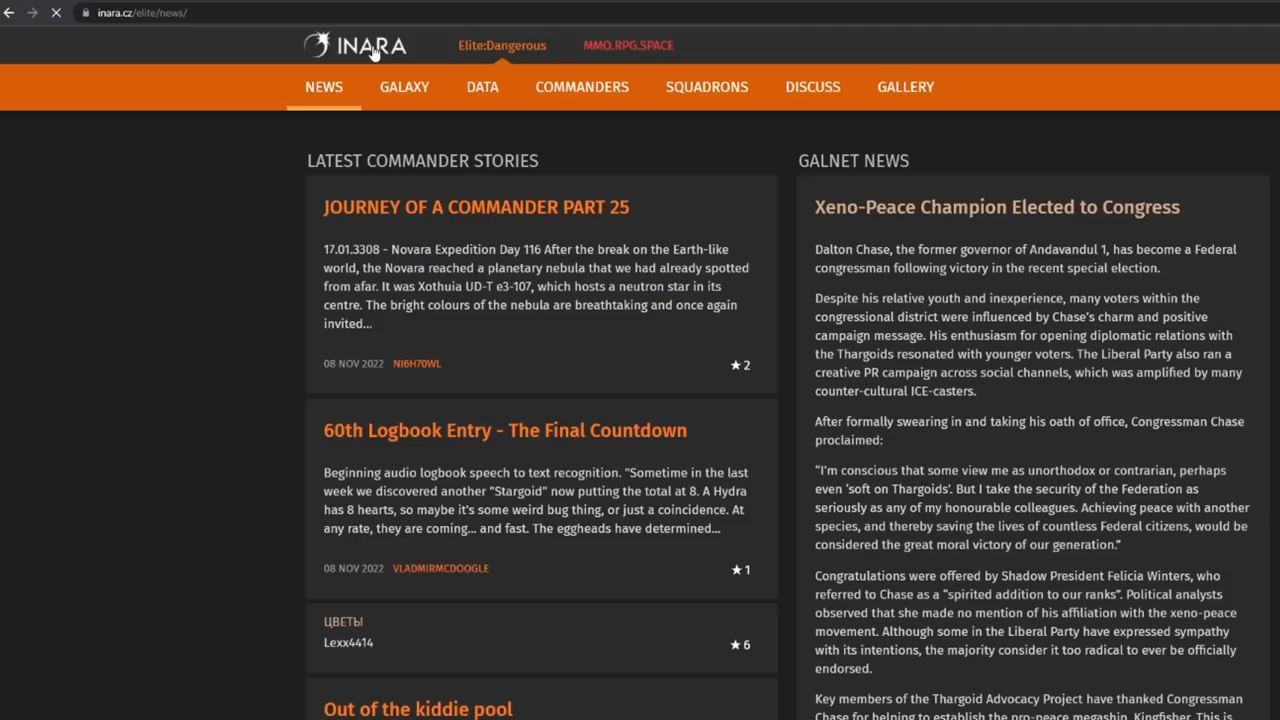 inara.cz/elite/news/
INARA
Elite:Dangerous
MMO.RPG.SPACE
NEWS
GALAXY
DATA
COMMANDERS
SQUADRONS
DISCUSS
GALLERY
LATEST COMMANDER STORIES
JOURNEY OF A COMMANDER PART 25
17.01.3308 - Novara Expedition Day 116 After the break on the Earth-like
world, the Novara reached a planetary nebula that we had already spotted
from afar. It was Xothuia UD-T e3-107, which hosts a neutron star in its
centre. The bright colours of the nebula are breathtaking and once again
invited...
08 NOV 2022 NI6H70WL
★ 2
60th Logbook Entry - The Final Countdown
Beginning audio logbook speech to text recognition. "Sometime in the last
week we discovered another "Stargoid" now putting the total at 8. A Hydra
has 8 hearts, so maybe it's some weird bug thing, or just a coincidence. At
any rate, they are coming... and fast. The eggheads have determined...
08 NOV 2022 VLADMIRMCDOOGLE
★ 1
ЦВЕТЫ
Lexx4414
★ 6
Out of the kiddie pool
GALNET NEWS
Xeno-Peace Champion Elected to Congress
Dalton Chase, the former governor of Andavandul 1, has become a Federal
congressman following victory in the recent special election.
Despite his relative youth and inexperience, many voters within the
congressional district were influenced by Chase's charm and positive
campaign message. His enthusiasm for opening diplomatic relations with
the Thargoids resonated with younger voters. The Liberal Party also ran a
creative PR campaign across social channels, which was amplified by many
counter-cultural ICE-casters.
After formally swearing in and taking his oath of office, Congressman Chase
proclaimed:
“I'm conscious that some view me as unorthodox or contrarian, perhaps
even ‘soft on Thargoids’. But I take the security of the Federation as
seriously as any of my honourable colleagues. Achieving peace with another
species, and thereby saving the lives of countless Federal citizens, would be
considered the great moral victory of our generation.”
Congratulations were offered by Shadow President Felicia Winters, who
referred to Chase as a “spirited addition to our ranks”. Political analysts
observed that she made no mention of his affiliation with the xeno-peace
movement. Although some in the Liberal Party have expressed sympathy
with its intentions, the majority consider it too radical to ever be officially
endorsed.
Key members of the Thargoid Advocacy Project have thanked Congressman
Chase for helping to establish the pro-peace megaship, Kingfisher. This is